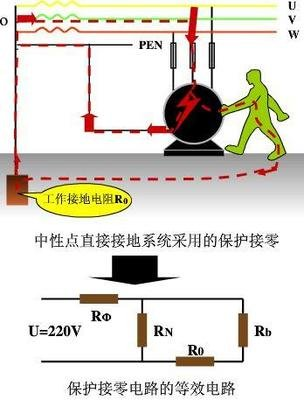 U
O
V
W
PEN
工作接地电阻R0
中性点直接接地系统采用的保护接零
RΦ
U=220V
RN
Rb
R0
保护接零电路的等效电路